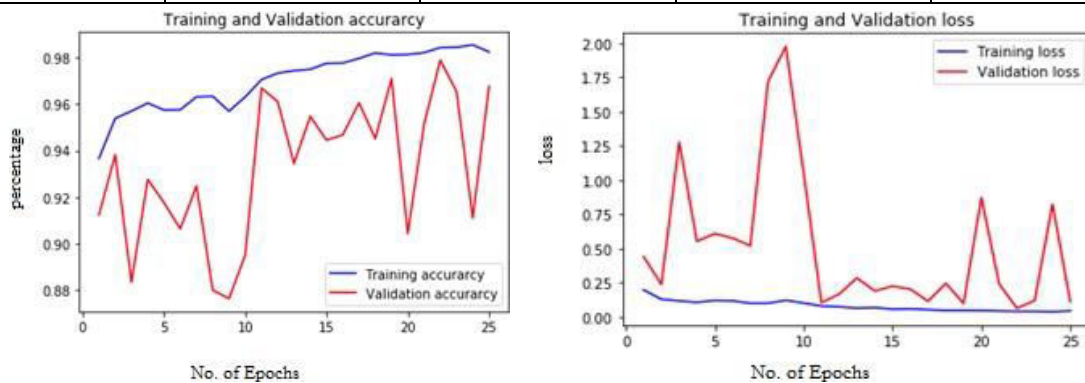 Training and Validation accurarcy
percentage
0.98
0.96
0.94
0.92
0.90
0.88
Training accurarcy
Validation accurarcy
0 5 10 15 20 25
No. of Epochs
Training and Validation loss
loss
2.00
1.75
1.50
1.25
1.00
0.75
0.50
0.25
0.00
Training loss
Validation loss
0 5 10 15 20 25
No. of Epochs